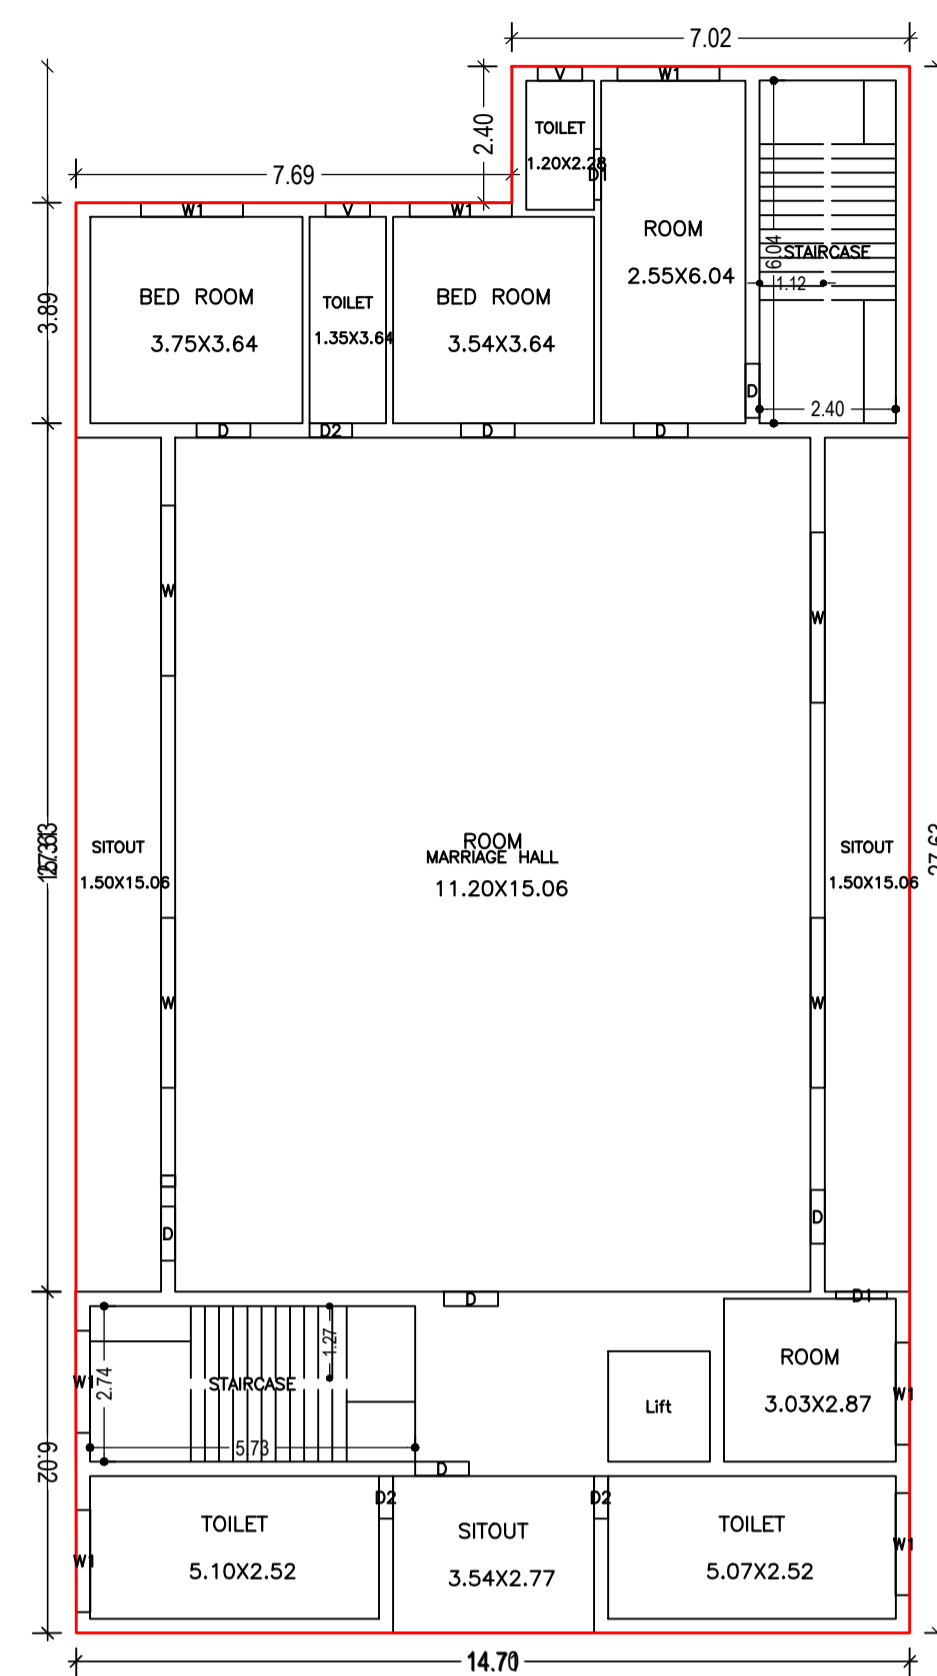 7.02
V
W1
2.40
TOILET
1.20X2.28
D1
7.69
W1
V
W1
ROOM
2.55X6.04
6.04
STAIRCASE
1.12
3.89
BED ROOM
3.75X3.64
TOILET
1.35X3.64
BED ROOM
3.54X3.64
D
2.40
D
D2
D
D
W
W
SITOUT
1.50X15.06
ROOM
MARRIAGE HALL
11.20X15.06
SITOUT
1.50X15.06
27.63
W
W
D
D
D
D1
W1
2.74
STAIRCASE
1.27
5.73
Lift
ROOM
3.03X2.87
W1
6.02
D
D2
D2
W1
TOILET
5.10X2.52
SITOUT
3.54X2.77
TOILET
5.07X2.52
W1